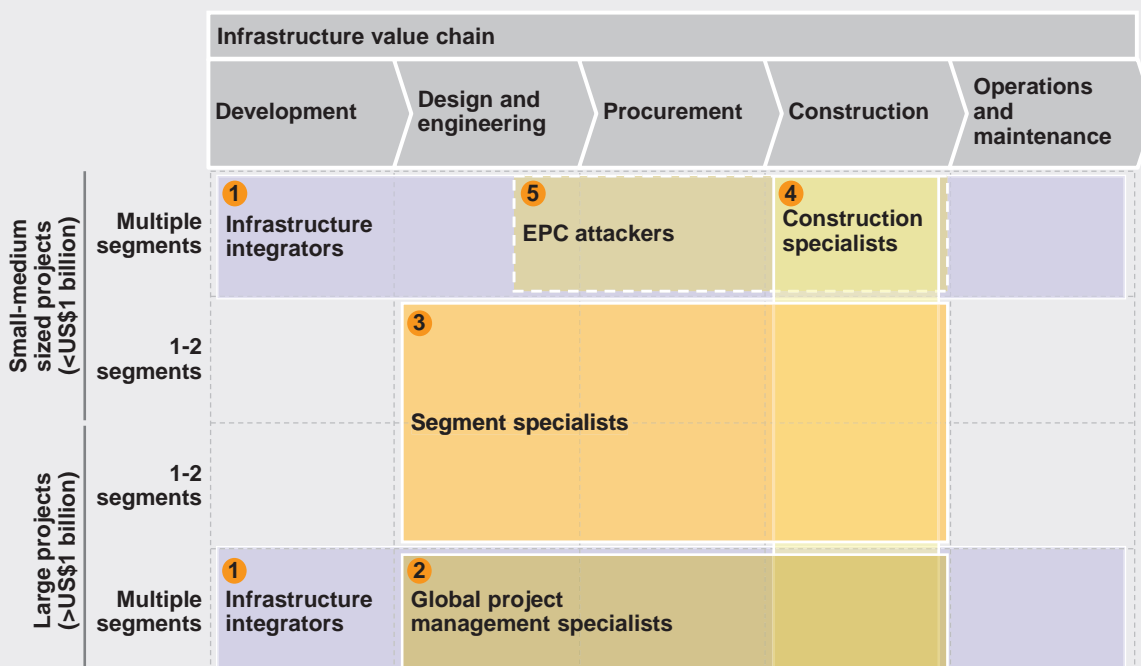 Infrastructure value chain
Development
Design and
engineering
Procurement
Construction
Operations
and
maintenance
Small-medium
sized projects
(<US$1 billion)
Multiple
segments
1
Infrastructure
integrators
5
EPC attackers
4
Construction
specialists
1-2
segments
3
Segment specialists
Large projects
(>US$1 billion)
1-2
segments
Multiple
segments
1
Infrastructure
integrators
2
Global project
management specialists